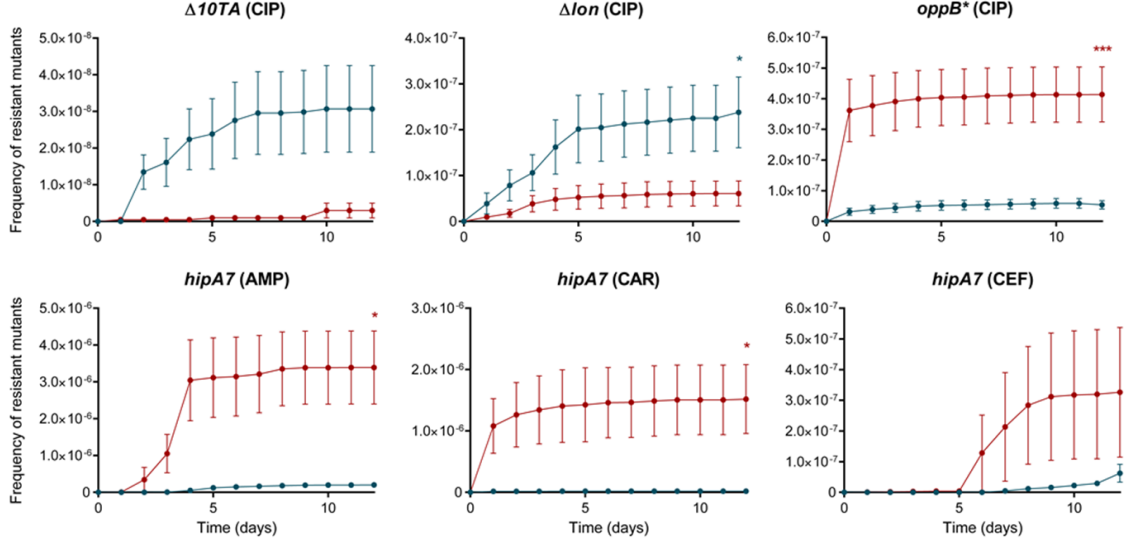 Δ10TA (CIP)
Δlon (CIP)
oppB* (CIP)
Frequency of resistant mutants
5.0×10⁻⁸
4.0×10⁻⁸
3.0×10⁻⁸
2.0×10⁻⁸
1.0×10⁻⁸
0
0 5 10
4.0×10⁻⁷
3.0×10⁻⁷
2.0×10⁻⁷
1.0×10⁻⁷
0
0 5 10
*
6.0×10⁻⁷
5.0×10⁻⁷
4.0×10⁻⁷
3.0×10⁻⁷
2.0×10⁻⁷
1.0×10⁻⁷
0
0 5 10
***
hipA7 (AMP)
hipA7 (CAR)
hipA7 (CEF)
Frequency of resistant mutants
5.0×10⁻⁶
4.0×10⁻⁶
3.0×10⁻⁶
2.0×10⁻⁶
1.0×10⁻⁶
0
0 5 10
*
Time (days)
3.0×10⁻⁶
2.0×10⁻⁶
1.0×10⁻⁶
0
0 5 10
*
Time (days)
6.0×10⁻⁷
5.0×10⁻⁷
4.0×10⁻⁷
3.0×10⁻⁷
2.0×10⁻⁷
1.0×10⁻⁷
0
0 5 10
Time (days)